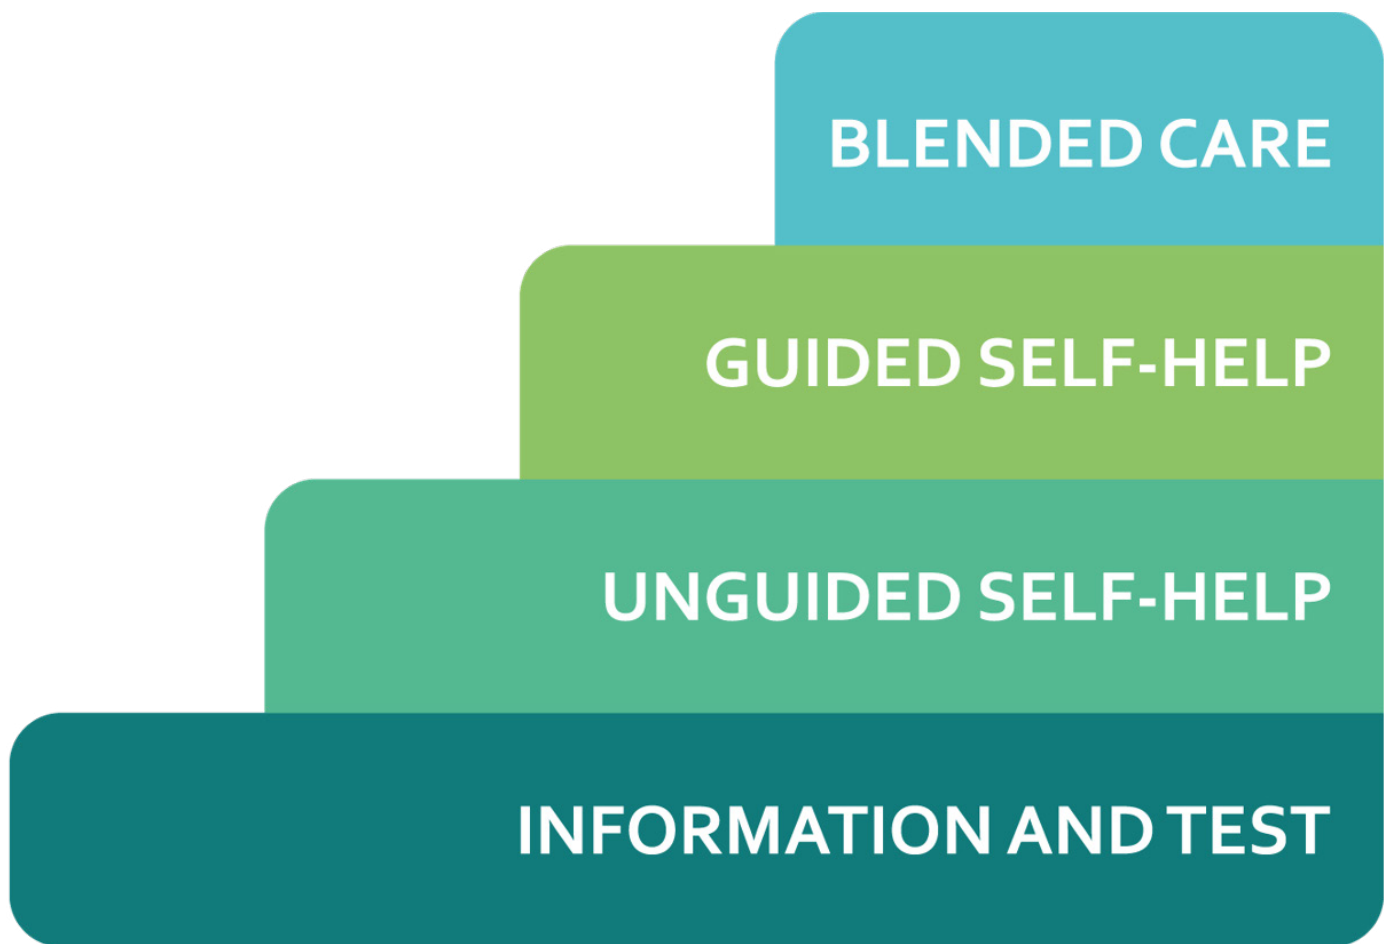 BLENDED CARE
GUIDED SELF-HELP
UNGUIDED SELF-HELP
INFORMATION AND TEST